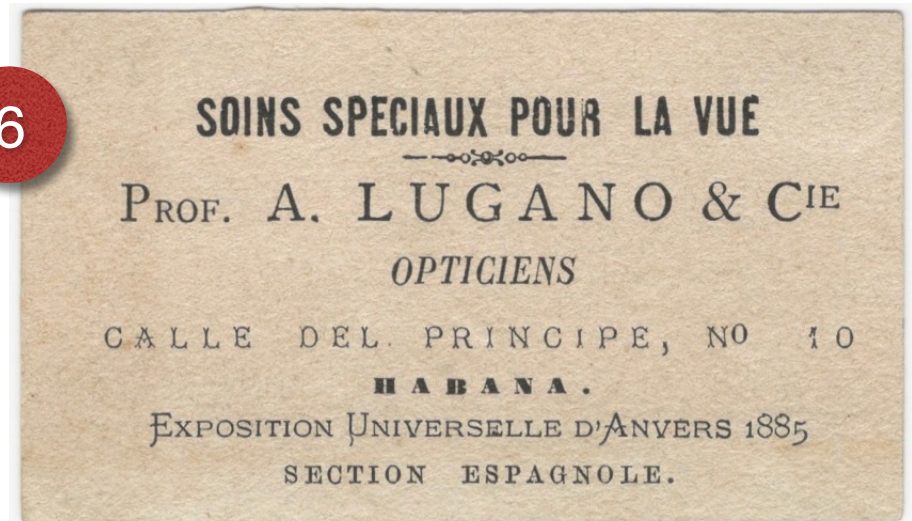 6
SOINS SPECIAUX POUR LA VUE
PROF. A. LUGANO & CIE
OPTICIENS
CALLE DEL PRINCIPE, NO 10
HABANA.
EXPOSITION UNIVERSELLE D'ANVERS 1885
SECTION ESPAGNOLE.